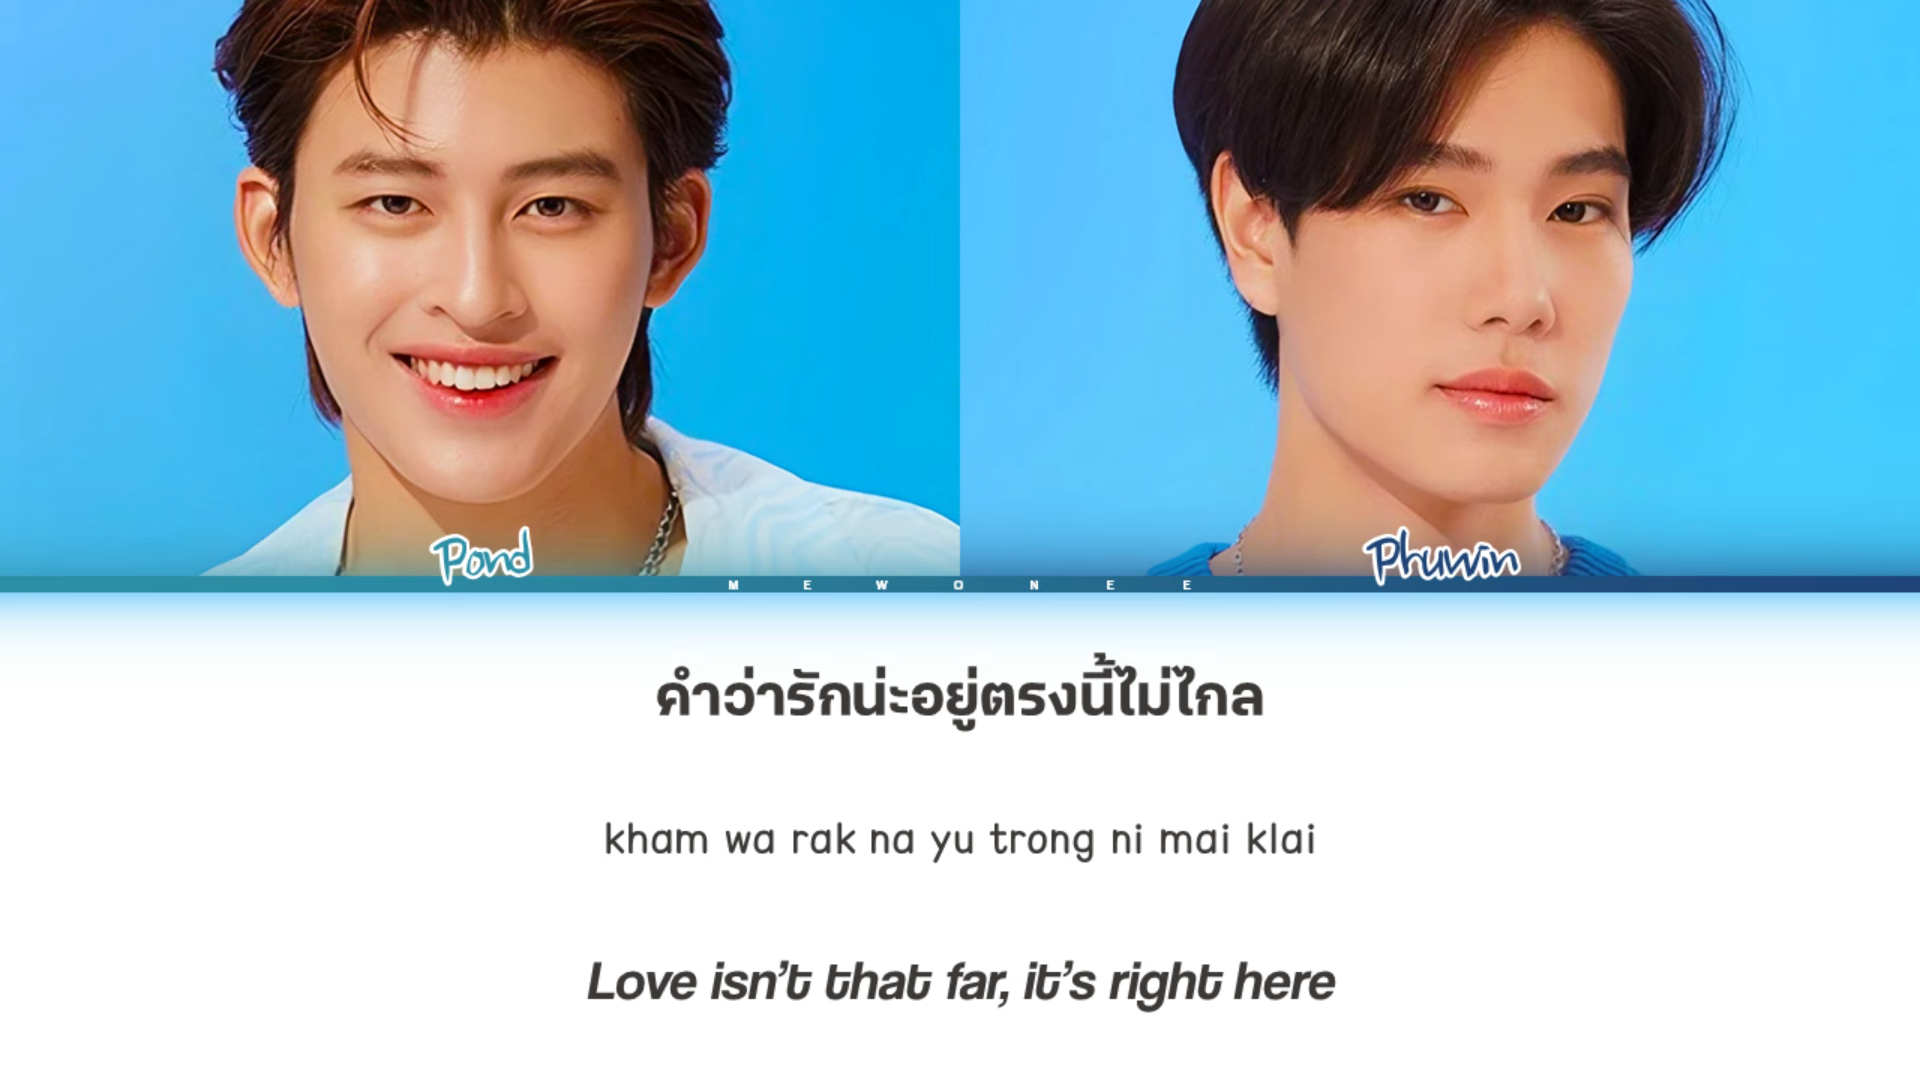 Pond
Phuwin
MEWONEE
คำว่ารักน่ะอยู่ตรงนี้ไม่ไกล
kham wa rak na yu trong ni mai klai
Love isn't that far, it's right here